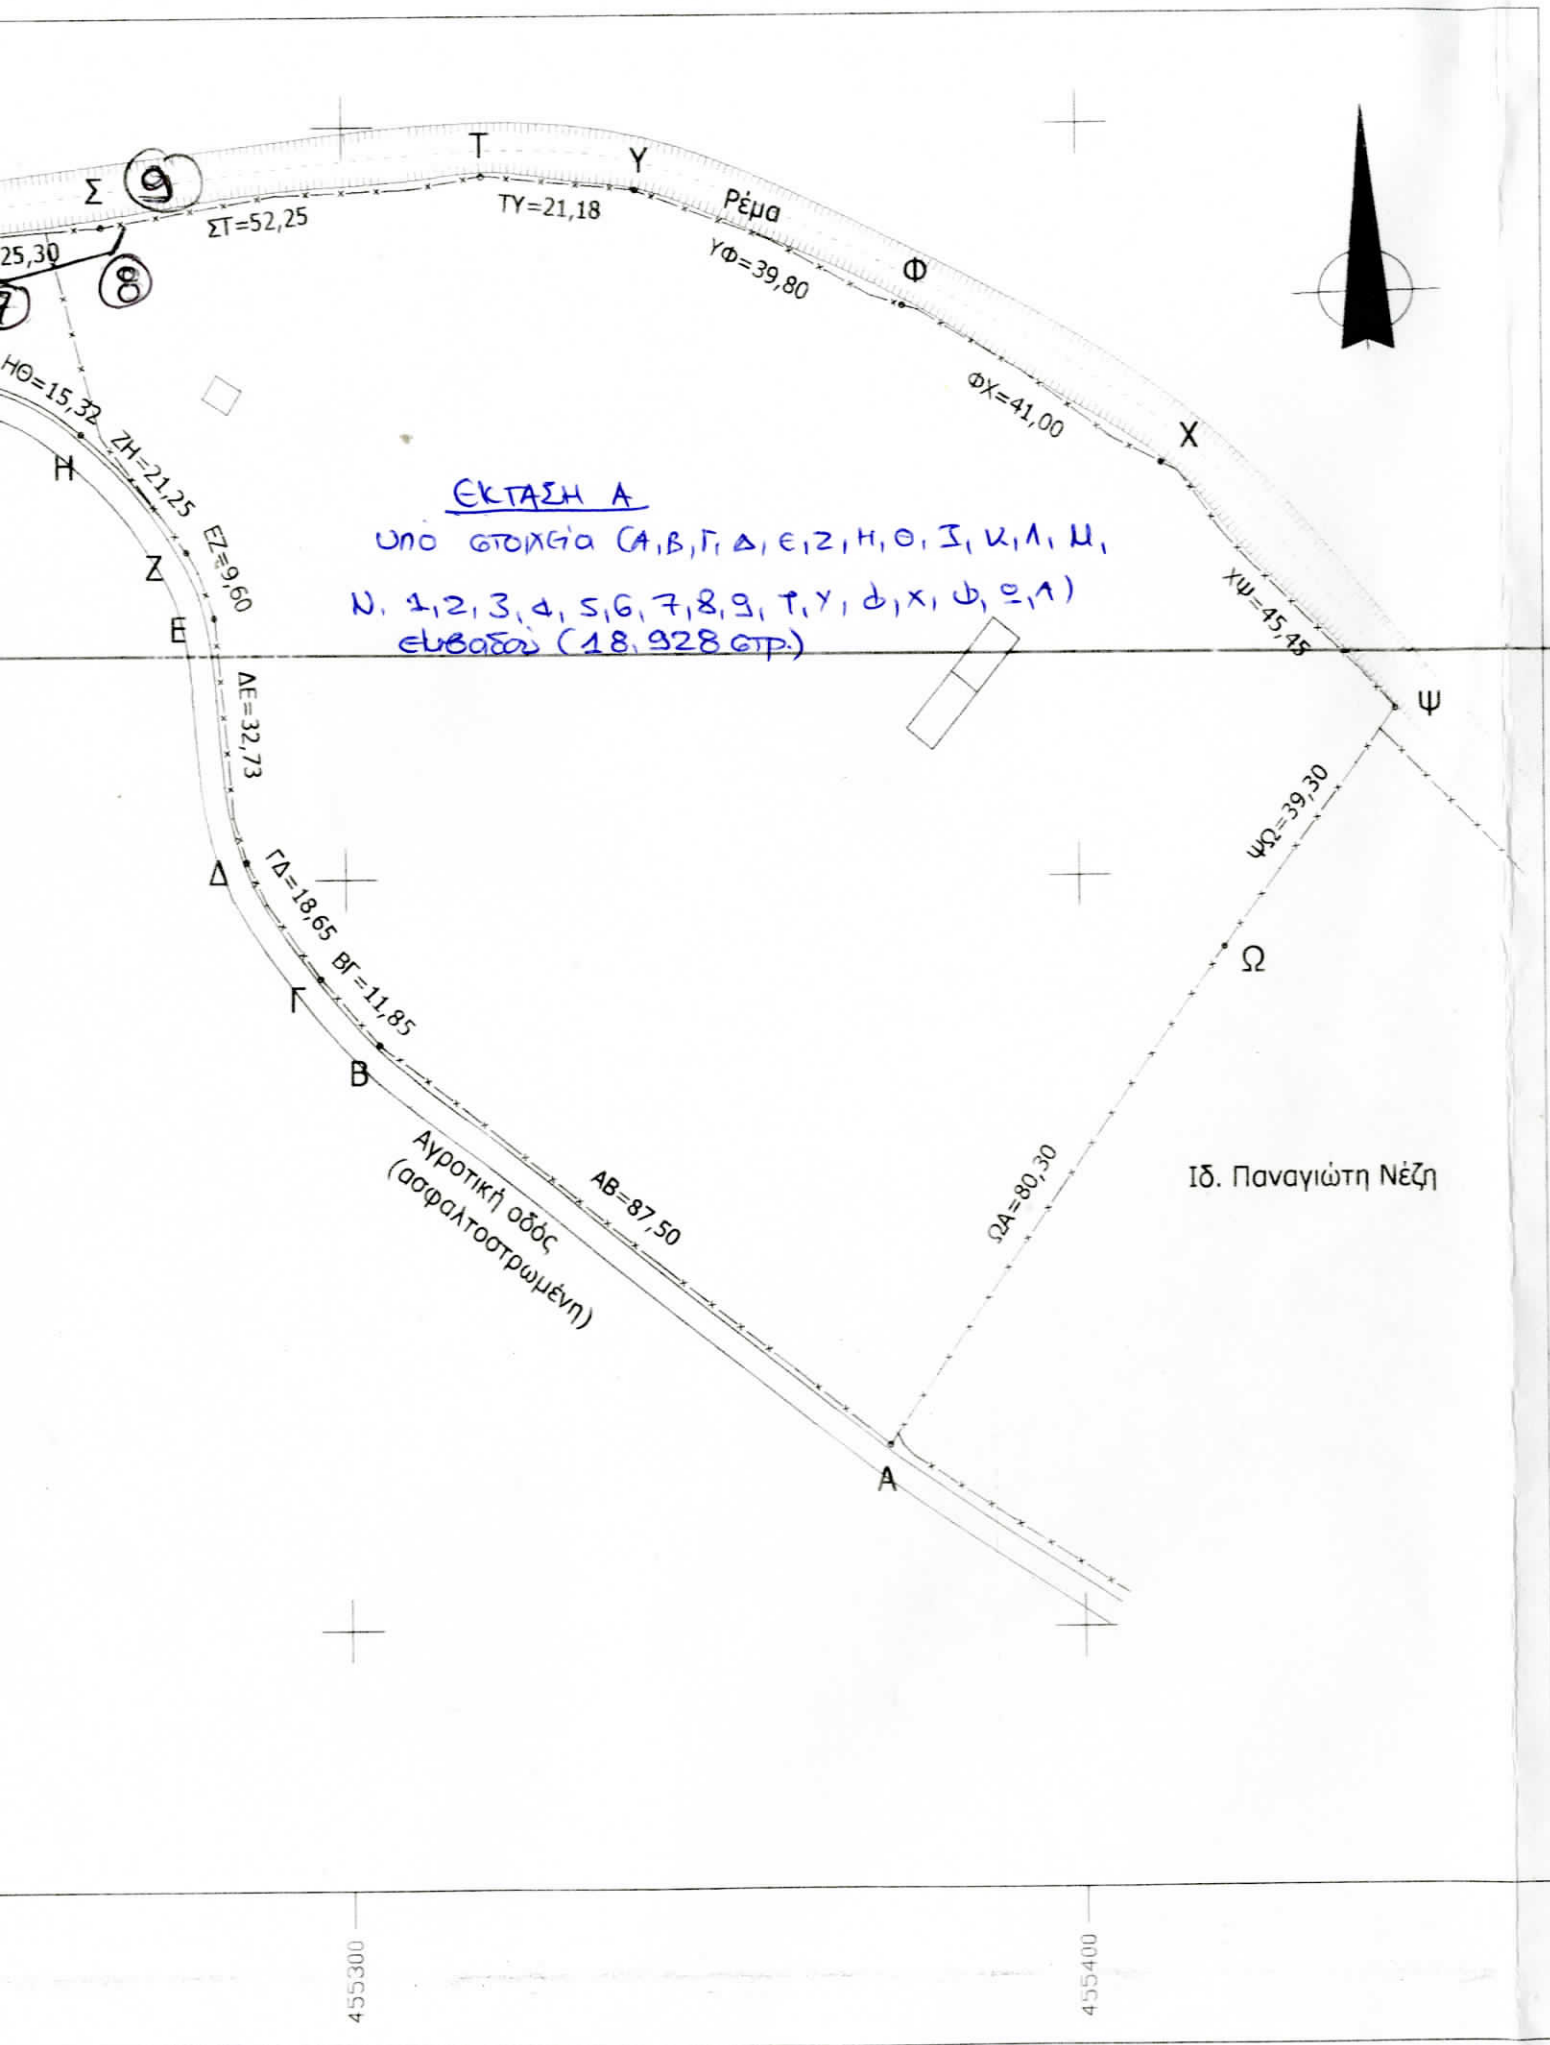 Τ
Υ
Σ
9
ΣΤ=52,25
ΤΥ=21,18
Ρέμα
ΥΦ=39,80
Φ
25,30
8
7
ΗΘ=15,32
ΦΧ=41,00
Χ
Η
ΖΗ=21,25
ΕΚΤΑΣΗ Α
υπό στοιχεία (Α,Β,Γ,Δ,Ε,Ζ,Η,Θ,Ι,Κ,Λ,Μ,
Ν, 1,2,3,4,5,6,7,8,9,Τ,Υ,Φ,Χ,Ψ,Ω,Α)
εμβαδού (18,928 στρ.)
ΕΖ=9,60
Ζ
Ε
ΧΨ=45,45
Ψ
ΔΕ=32,73
ΨΩ=39,30
Δ
ΓΔ=18,65
Ω
Γ
ΒΓ=11,85
Β
Αγροτική οδός
(ασφαλτοστρωμένη)
ΑΒ=87,50
ΩΑ=80,30
Ιδ. Παναγιώτη Νέζη
Α
455300
455400